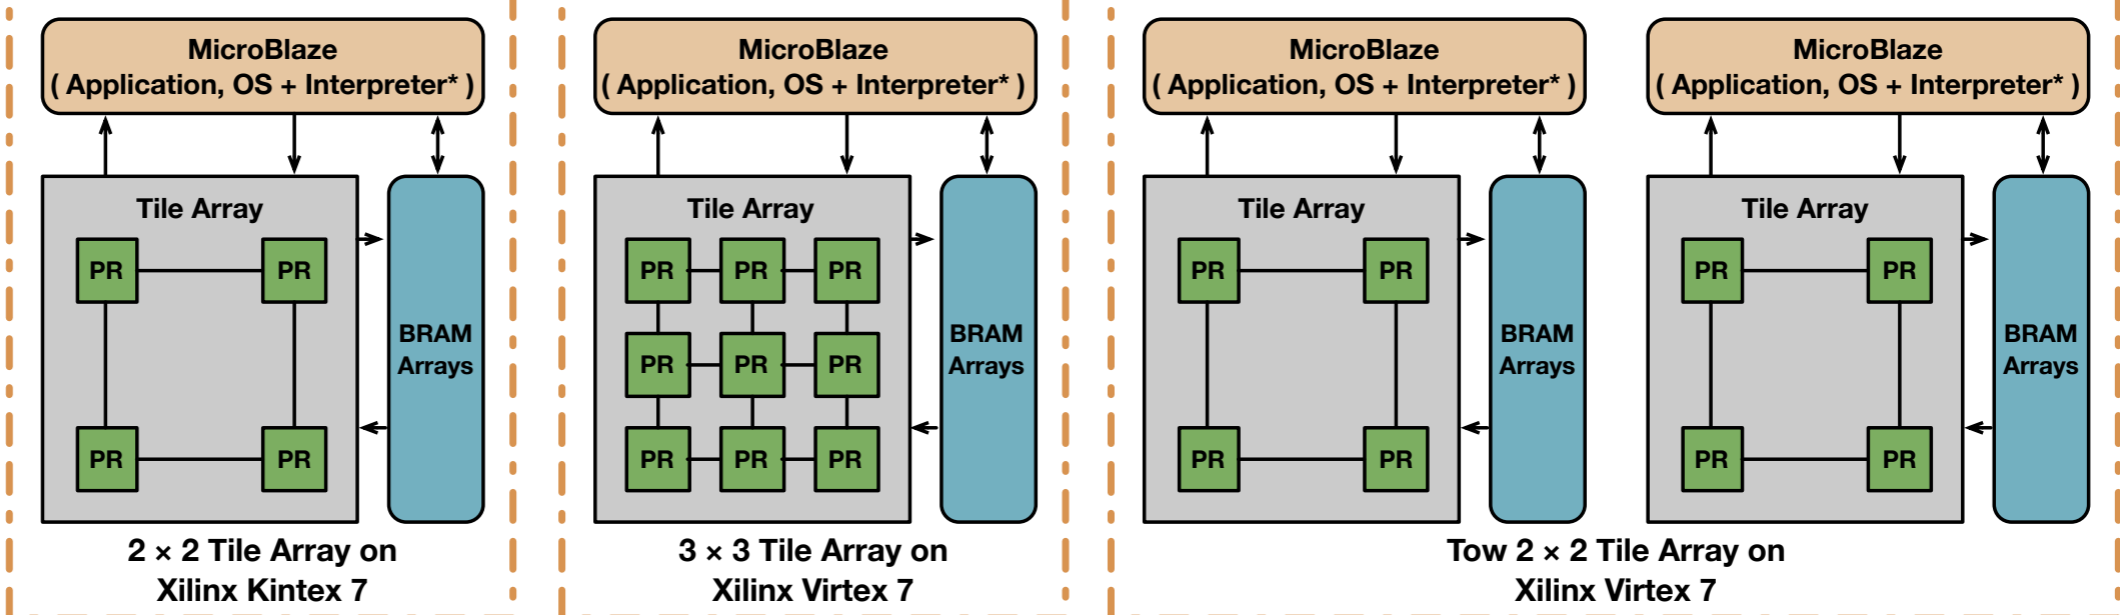 MicroBlaze
( Application, OS + Interpreter* )
Tile Array
PR PR
PR PR
BRAM
Arrays
2 × 2 Tile Array on
Xilinx Kintex 7
MicroBlaze
( Application, OS + Interpreter* )
Tile Array
PR PR PR
PR PR PR
PR PR PR
BRAM
Arrays
3 × 3 Tile Array on
Xilinx Virtex 7
MicroBlaze
( Application, OS + Interpreter* )
Tile Array
PR PR
PR PR
BRAM
Arrays
MicroBlaze
( Application, OS + Interpreter* )
Tile Array
PR PR
PR PR
BRAM
Arrays
Tow 2 × 2 Tile Array on
Xilinx Virtex 7